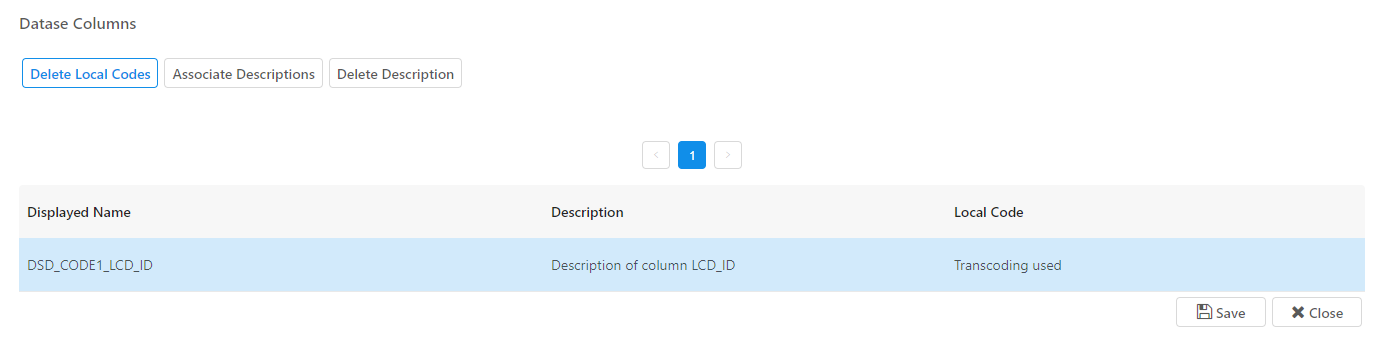 Datase Columns
Delete Local Codes Associate Descriptions Delete Description
< 1 >
Displayed Name Description Local Code
DSD_CODE1_LCD_ID Description of column LCD_ID Transcoding used
Save Close